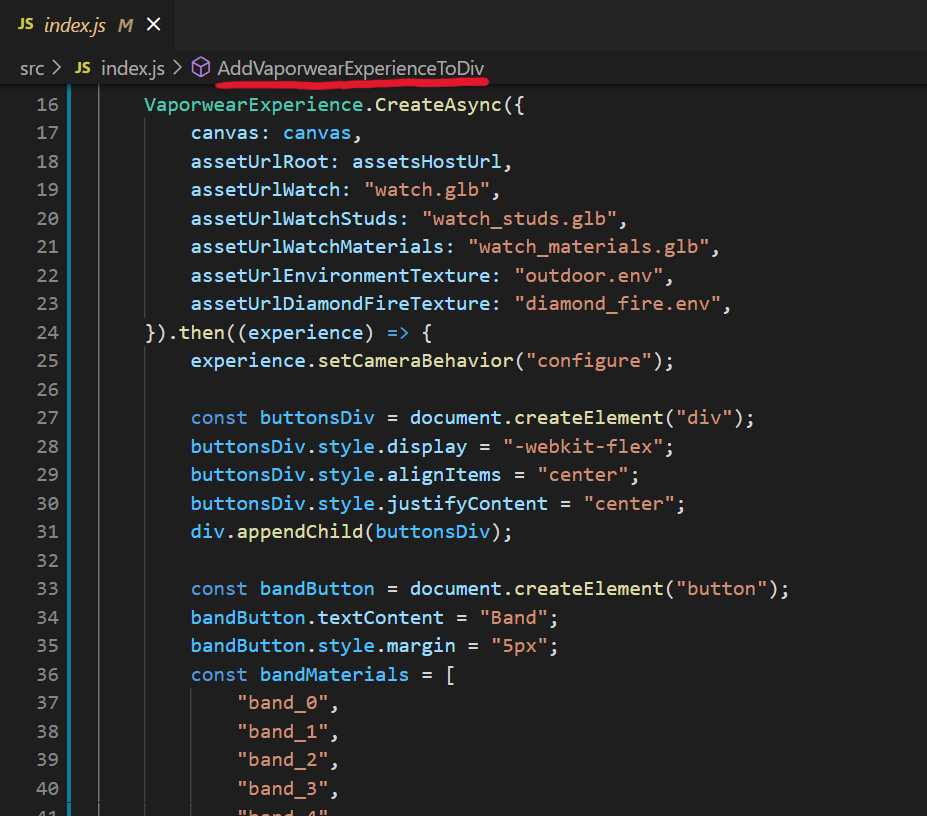 JS index.js M
src > JS index.js > AddVaporwearExperienceToDiv
16 VaporwearExperience.CreateAsync({
17 canvas: canvas,
18 assetUrlRoot: assetsHostUrl,
19 assetUrlWatch: "watch.glb",
20 assetUrlWatchStuds: "watch_studs.glb",
21 assetUrlWatchMaterials: "watch_materials.glb",
22 assetUrlEnvironmentTexture: "outdoor.env",
23 assetUrlDiamondFireTexture: "diamond_fire.env",
24 }).then((experience) => {
25 experience.setCameraBehavior("configure");
26
27 const buttonsDiv = document.createElement("div");
28 buttonsDiv.style.display = "-webkit-flex";
29 buttonsDiv.style.alignItems = "center";
30 buttonsDiv.style.justifyContent = "center";
31 div.appendChild(buttonsDiv);
32
33 const bandButton = document.createElement("button");
34 bandButton.textContent = "Band";
35 bandButton.style.margin = "5px";
36 const bandMaterials = [
37 "band_0",
38 "band_1",
39 "band_2",
40 "band_3",
41 "band_4"